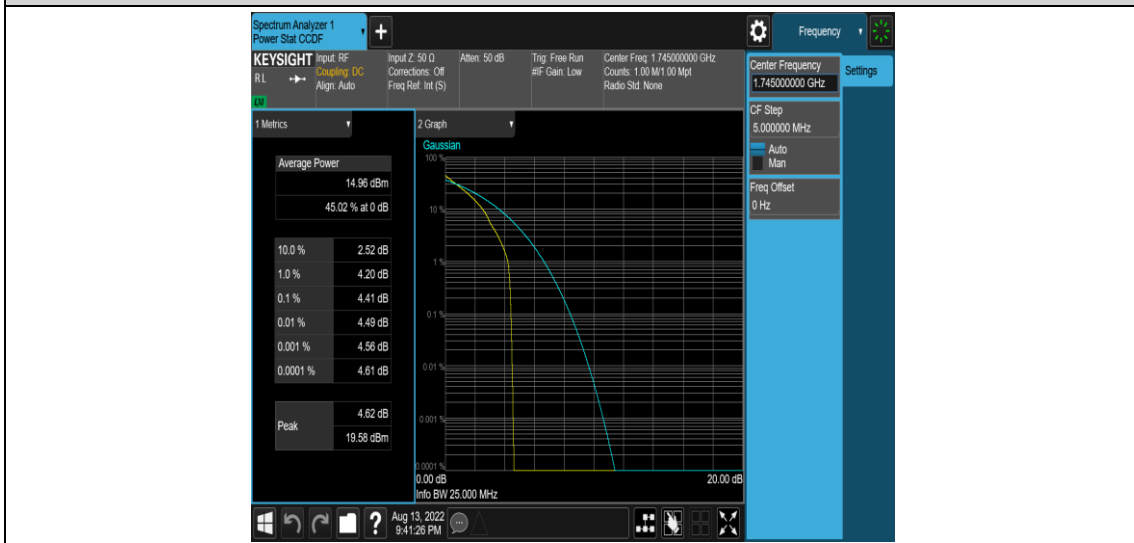 Spectrum Analyzer 1
Power Stat CCDF
+
Frequency
KEYSIGHT
RL
LXI
Input: RF
Coupling: DC
Align: Auto
Input Z: 50 Ω
Corrections: Off
Freq Ref: Int (S)
Atten: 50 dB
Trig: Free Run
#IF Gain: Low
Center Freq: 1.745000000 GHz
Counts: 1.00 M/1.00 Mpt
Radio Std: None
Center Frequency
1.745000000 GHz
Settings
CF Step
5.000000 MHz
Auto
Man
Freq Offset
0 Hz
1 Metrics
Average Power
14.96 dBm
45.02 % at 0 dB
10.0 % 2.52 dB
1.0 % 4.20 dB
0.1 % 4.41 dB
0.01 % 4.49 dB
0.001 % 4.56 dB
0.0001 % 4.61 dB
Peak
4.62 dB
19.58 dBm
2 Graph
Gaussian
100 %
10 %
1 %
0.1 %
0.01 %
0.001 %
0.0001 %
0.00 dB 20.00 dB
Info BW 25.000 MHz
?
Aug 13, 2022
9:41:26 PM